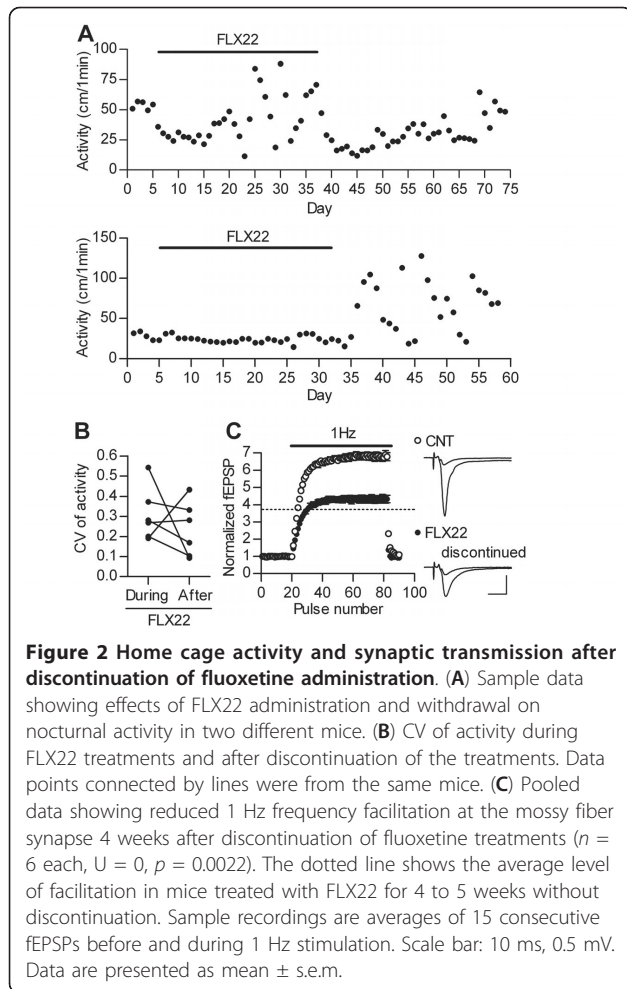 A
FLX22
100
75
50
25
0
Activity (cm/1min)
0 5 10 15 20 25 30 35 40 45 50 55 60 65 70 75
Day
FLX22
150
100
50
0
Activity (cm/1min)
0 5 10 15 20 25 30 35 40 45 50 55 60
Day
B
0.6
0.5
0.4
0.3
0.2
0.1
0.0
CV of activity
During After
FLX22
C
1Hz
7
6
5
4
3
2
1
0
Normalized fEPSP
0 20 40 60 80 100
Pulse number
CNT
FLX22
discontinued
Figure 2 Home cage activity and synaptic transmission after
discontinuation of fluoxetine administration. (A) Sample data
showing effects of FLX22 administration and withdrawal on
nocturnal activity in two different mice. (B) CV of activity during
FLX22 treatments and after discontinuation of the treatments. Data
points connected by lines were from the same mice. (C) Pooled
data showing reduced 1 Hz frequency facilitation at the mossy fiber
synapse 4 weeks after discontinuation of fluoxetine treatments (n =
6 each, U = 0, p = 0.0022). The dotted line shows the average level
of facilitation in mice treated with FLX22 for 4 to 5 weeks without
discontinuation. Sample recordings are averages of 15 consecutive
fEPSPs before and during 1 Hz stimulation. Scale bar: 10 ms, 0.5 mV.
Data are presented as mean ± s.e.m.